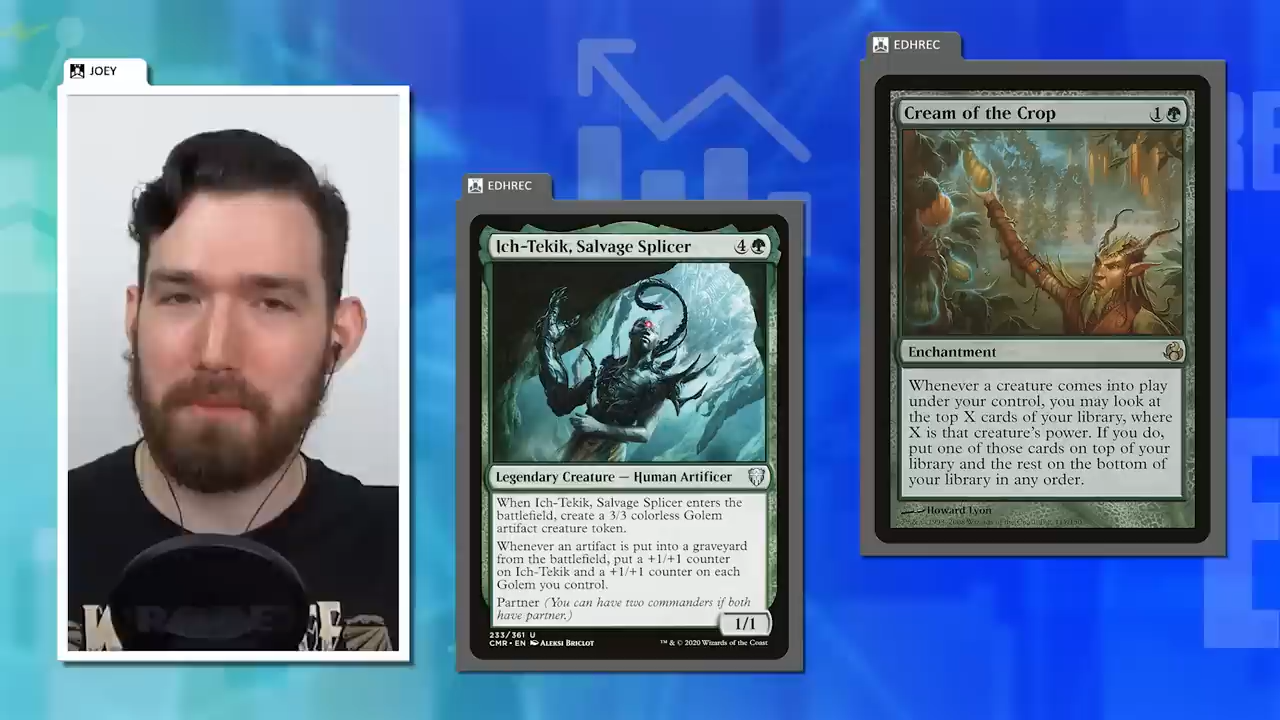 JOEY
EDHREC
Ich-Tekik, Salvage Splicer 4
Legendary Creature — Human Artificer
When Ich-Tekik, Salvage Splicer enters the
battlefield, create a 3/3 colorless Golem
artifact creature token.
Whenever an artifact is put into a graveyard
from the battlefield, put a +1/+1 counter
on Ich-Tekik and a +1/+1 counter on each
Golem you control.
Partner (You can have two commanders if both
have partner.)
1/1
233/361 U
CMR • EN ALEKSI BRICLOT
™ & © 2020 Wizards of the Coast
EDHREC
Cream of the Crop 1
Enchantment
Whenever a creature comes into play
under your control, you may look at
the top X cards of your library, where
X is that creature's power. If you do,
put one of those cards on top of your
library and the rest on the bottom of
your library in any order.
Howard Lyon